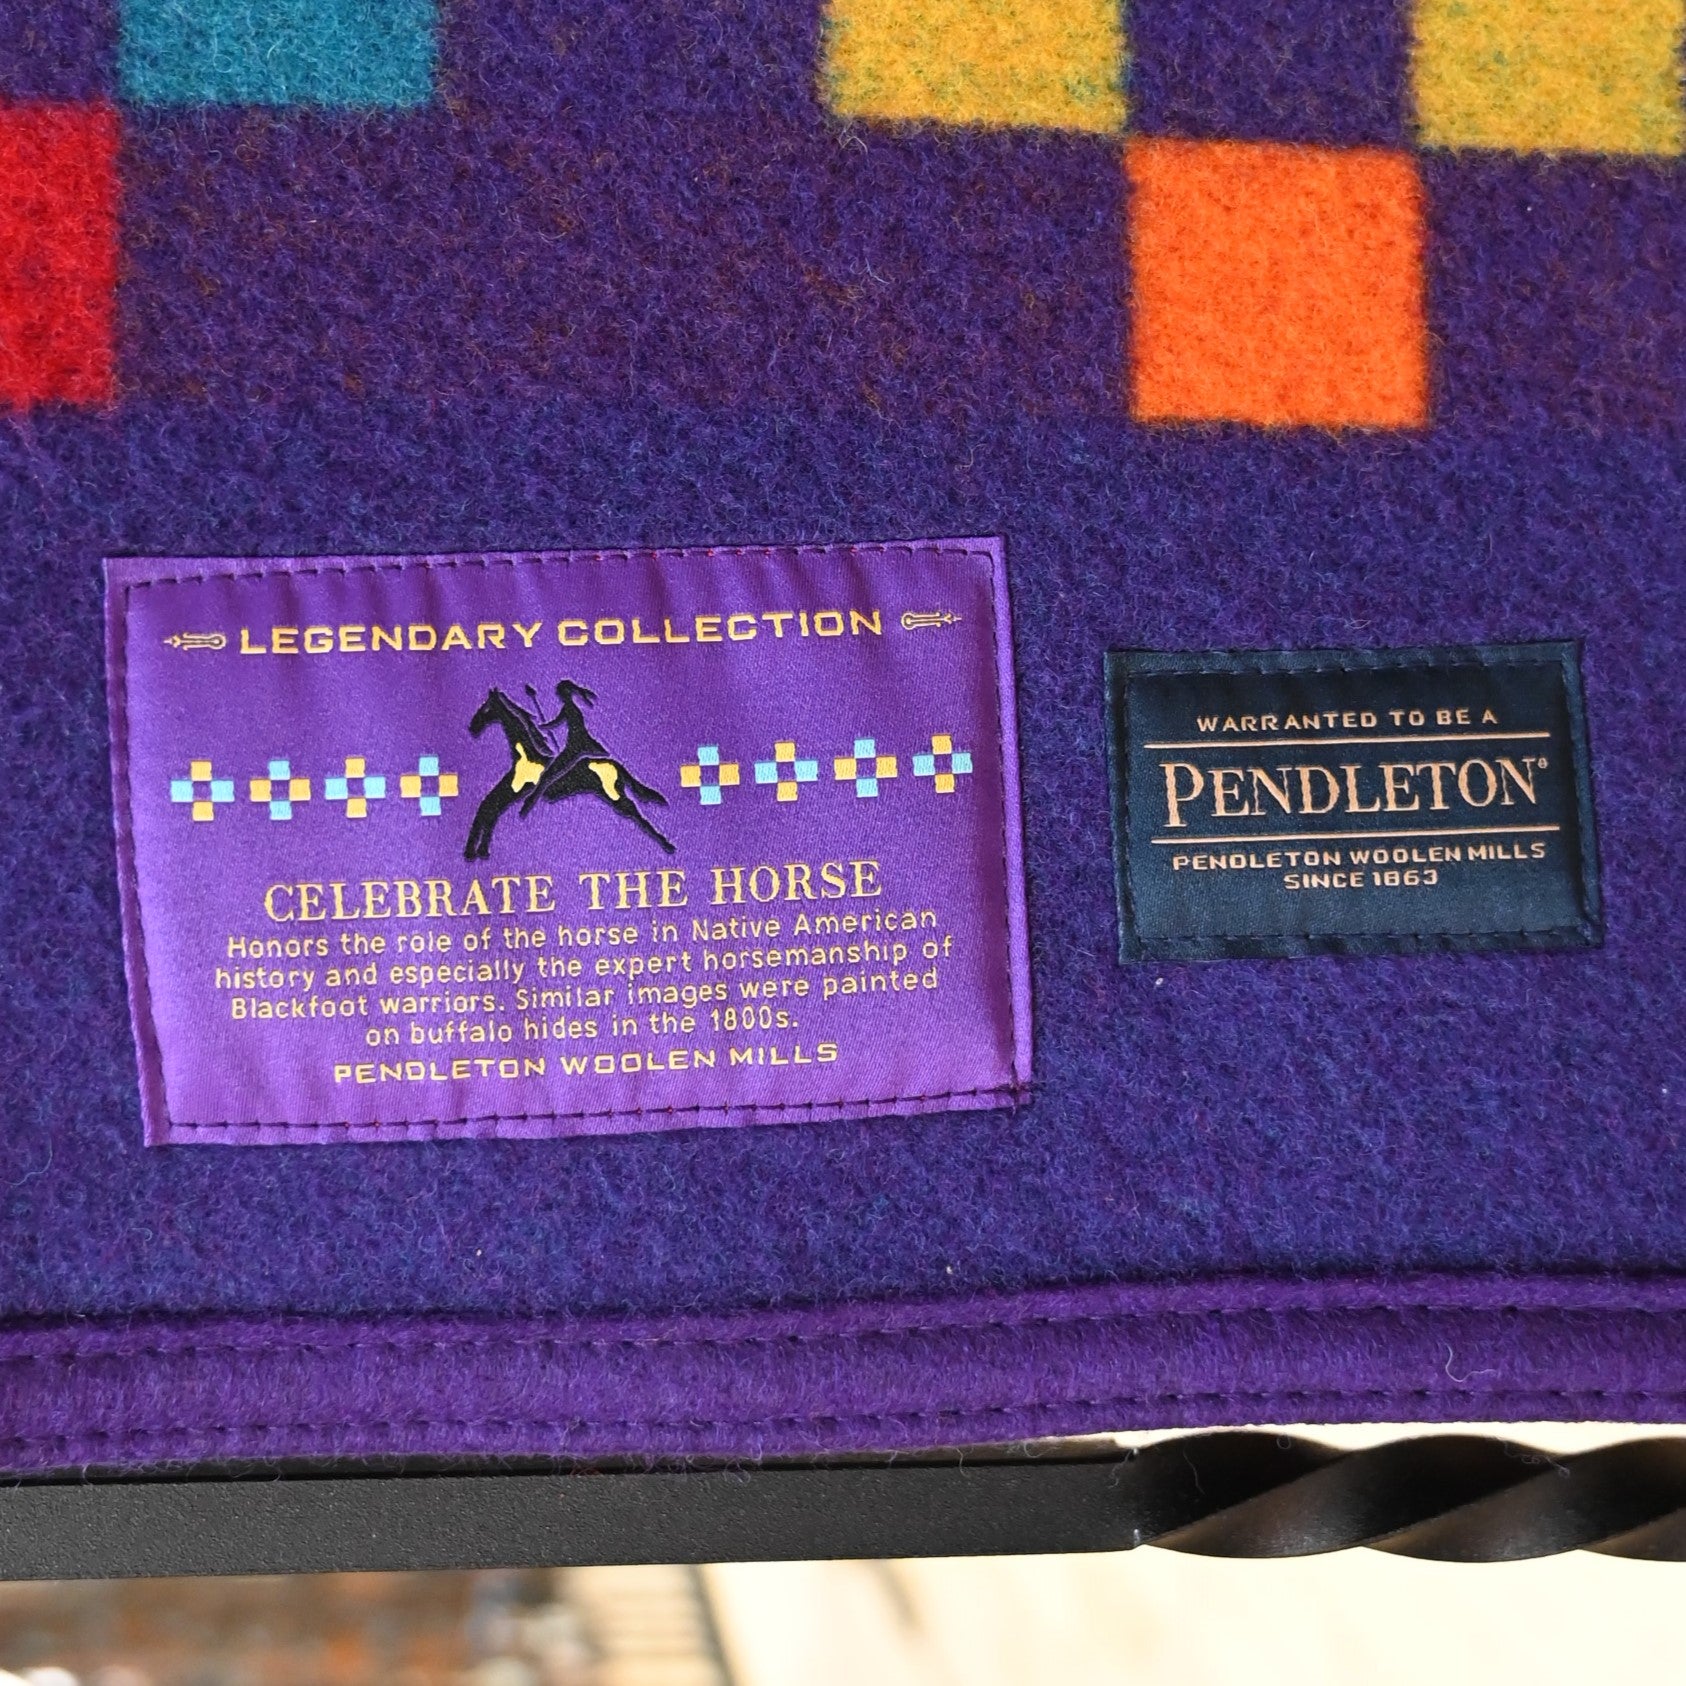 LEGENDARY COLLECTION
CELEBRATE THE HORSE
Honors the role of the horse in Native American
history and especially the expert horsemanship of
Blackfoot warriors. Similar images were painted
on buffalo hides in the 1800s.
PENDLETON WOOLEN MILLS
WARRANTED TO BE A
PENDLETON®
PENDLETON WOOLEN MILLS
SINCE 1863